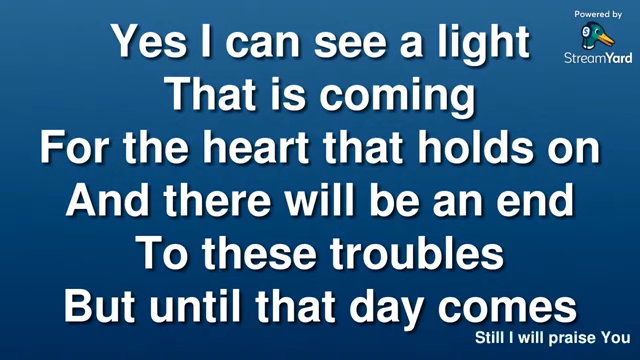 Powered by
StreamYard
Yes I can see a light
That is coming
For the heart that holds on
And there will be an end
To these troubles
But until that day comes
Still I will praise You